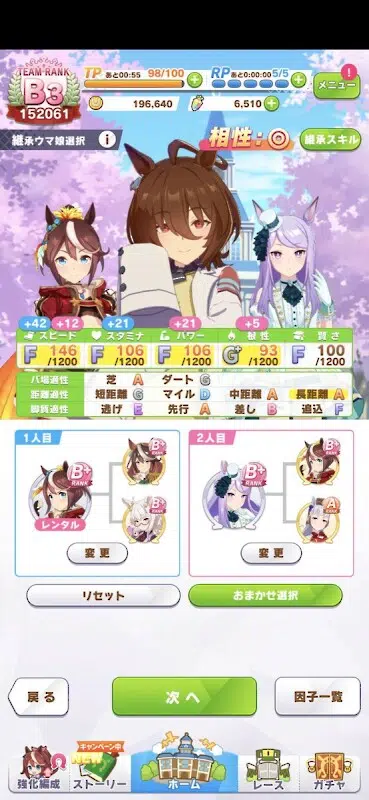 TEAM RANK
B3
152061
TP あと00:55 98/100
RP あと0:00:00 5/5
メニュー
196,640
6,510
継承ウマ娘選択
相性:◎
継承スキル
+42 +12 +21 +21 +5
スピード スタミナ パワー 根性 賢さ
F 146/1200 F 106/1200 F 106/1200 G 93/1200 F 100/1200
バ場適性 芝 A ダート G
距離適性 短距離 G マイル D 中距離 A 長距離 A
脚質適性 逃げ E 先行 A 差し B 追込 F
1人目
B+ RANK
B+ RANK
レンタル
B+ RANK
変更
2人目
B+ RANK
B+ RANK
A RANK
変更
リセット
おまかせ選択
戻る
次へ
因子一覧
キャンペーン中
NEW
強化編成
ストーリー
ホーム
レース
ガチャ